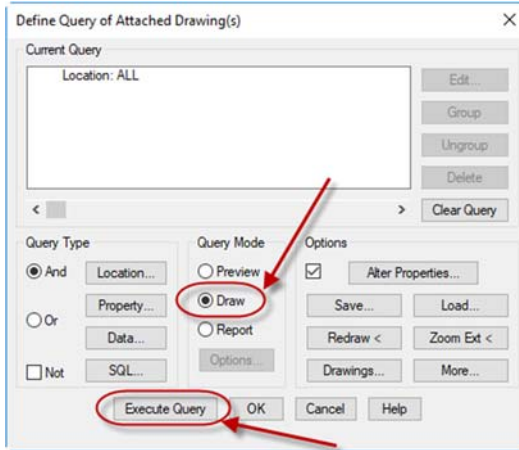 Define Query of Attached Drawing(s)
Current Query
Location: ALL
Edit...
Group
Ungroup
Delete
Clear Query
Query Type
And
Location...
Property...
Or
Data...
Not
SQL...
Query Mode
Preview
Draw
Report
Options...
Options
Alter Properties...
Save...
Load...
Redraw <
Zoom Ext <
Drawings...
More...
Execute Query
OK
Cancel
Help